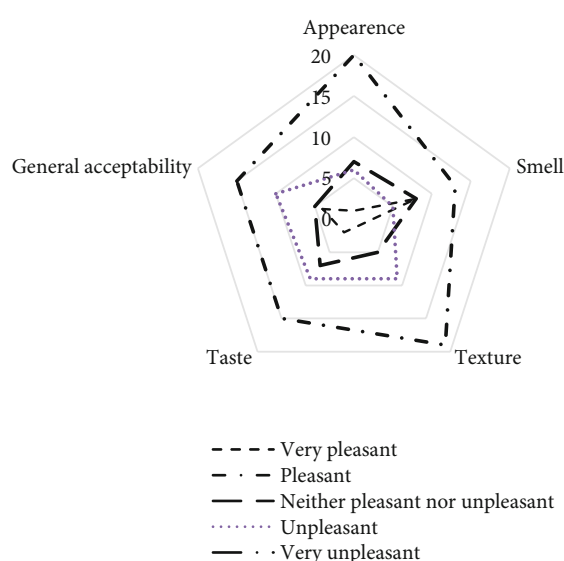 Appearence
20
15
10
5
0
General acceptability
Smell
Taste
Texture
Very pleasant
Pleasant
Neither pleasant nor unpleasant
Unpleasant
Very unpleasant